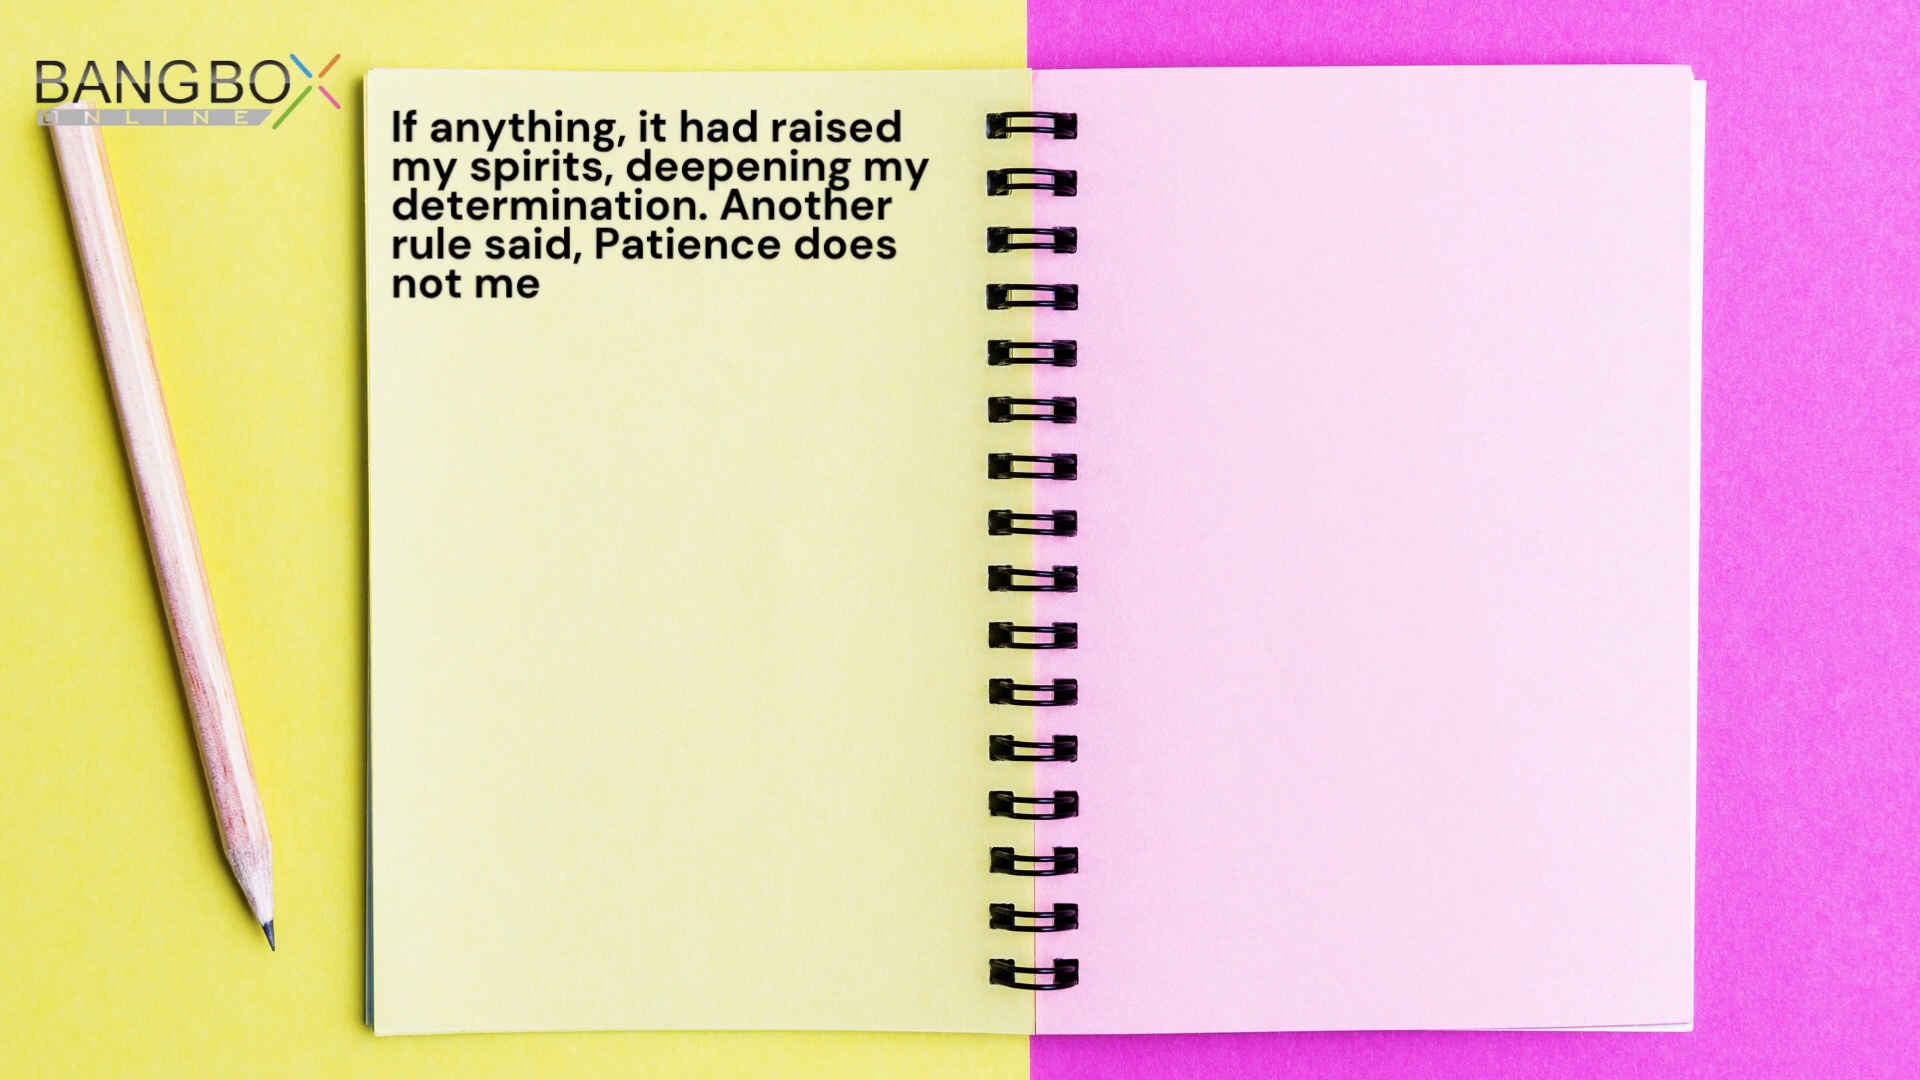 BANGBOX
ONLINE
If anything, it had raised
my spirits, deepening my
determination. Another
rule said, Patience does
not me